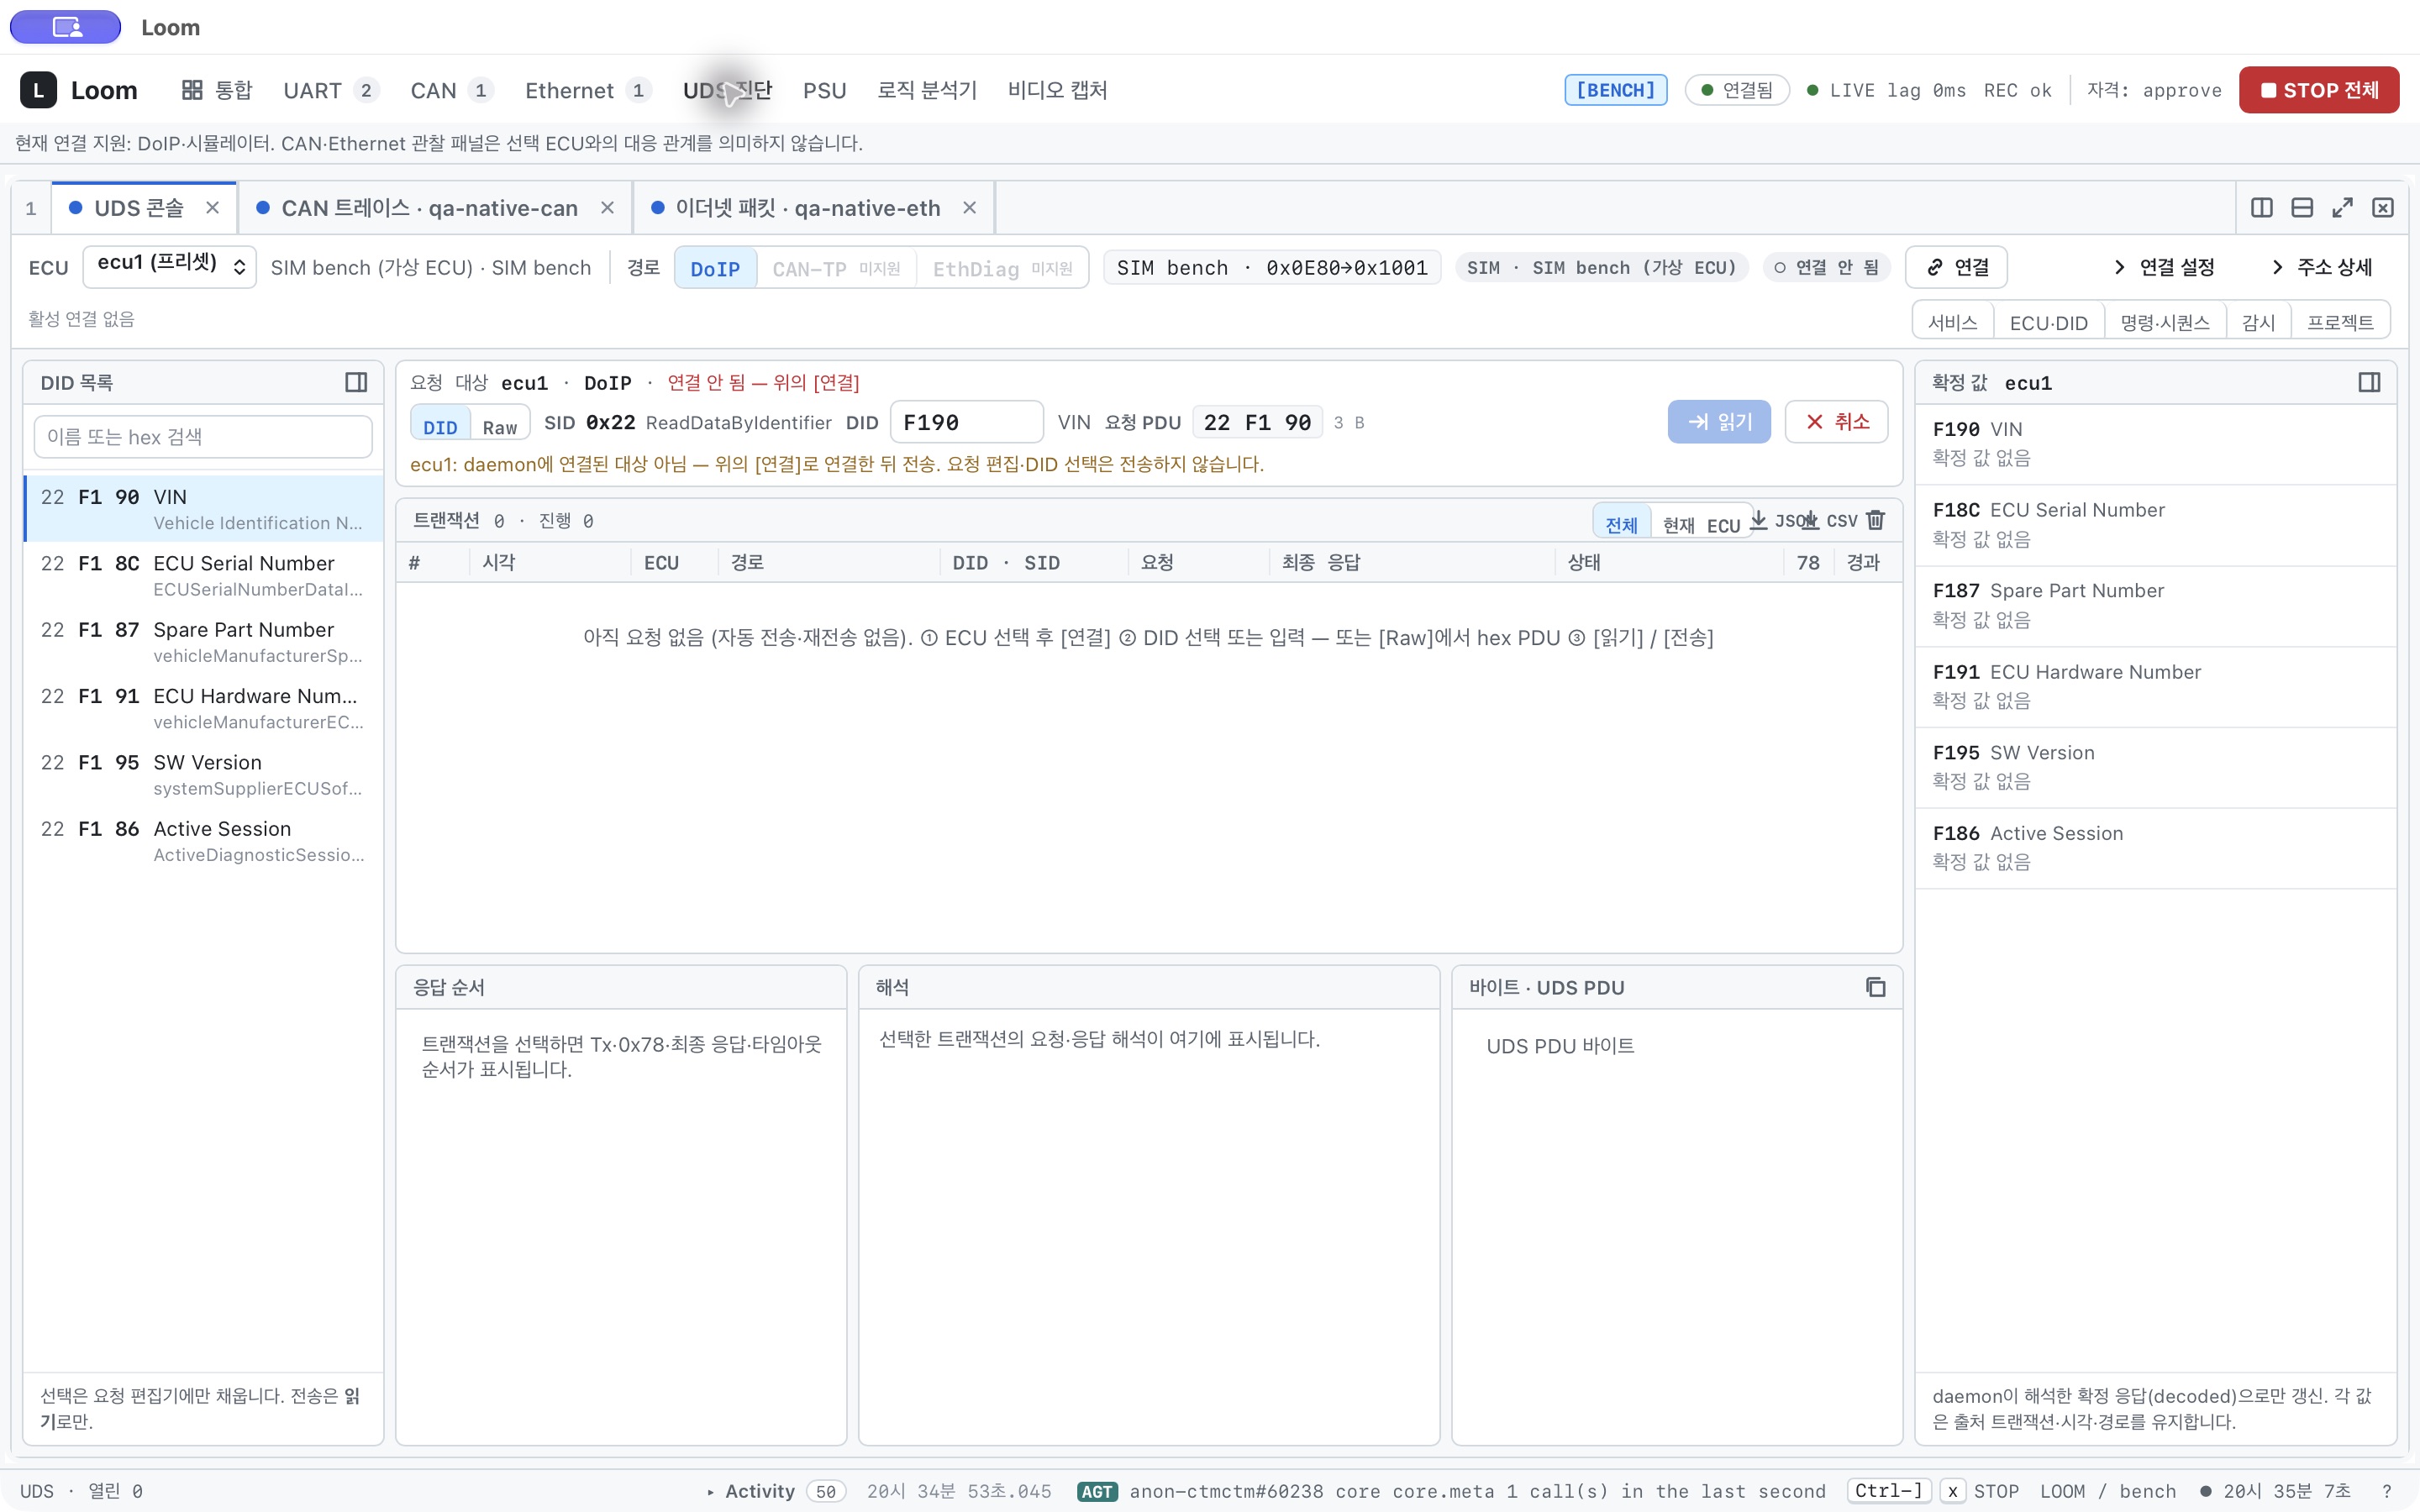 Loom
L Loom 통합 UART 2 CAN 1 Ethernet 1 UDS 진단 PSU 로직 분석기 비디오 캡처 [BENCH] 연결됨 LIVE lag 0ms REC ok 자격: approve STOP 전체
현재 연결 지원: DoIP·시뮬레이터. CAN·Ethernet 관찰 패널은 선택 ECU와의 대응 관계를 의미하지 않습니다.
1 UDS 콘솔 CAN 트레이스 · qa-native-can 이더넷 패킷 · qa-native-eth
ECU ecu1 (프리셋) SIM bench (가상 ECU) · SIM bench 경로 DoIP CAN-TP 미지원 EthDiag 미지원 SIM bench · 0x0E80→0x1001 SIM · SIM bench (가상 ECU) 연결 안 됨 연결 연결 설정 주소 상세
활성 연결 없음 서비스 ECU·DID 명령·시퀀스 감시 프로젝트
DID 목록
이름 또는 hex 검색
22 F1 90 VIN
Vehicle Identification N...
22 F1 8C ECU Serial Number
ECUSerialNumberDataI...
22 F1 87 Spare Part Number
vehicleManufacturerSp...
22 F1 91 ECU Hardware Num...
vehicleManufacturerEC...
22 F1 95 SW Version
systemSupplierECUSof...
22 F1 86 Active Session
ActiveDiagnosticSessio...
선택은 요청 편집기에만 채웁니다. 전송은 읽
기로만.
요청 대상 ecu1 · DoIP · 연결 안 됨 — 위의 [연결]
DID Raw SID 0x22 ReadDataByIdentifier DID F190 VIN 요청 PDU 22 F1 90 3 B 읽기 취소
ecu1: daemon에 연결된 대상 아님 — 위의 [연결]로 연결한 뒤 전송. 요청 편집·DID 선택은 전송하지 않습니다.
트랜잭션 0 · 진행 0 전체 현재 ECU JSON CSV
# 시각 ECU 경로 DID · SID 요청 최종 응답 상태 78 경과
아직 요청 없음 (자동 전송·재전송 없음). ① ECU 선택 후 [연결] ② DID 선택 또는 입력 — 또는 [Raw]에서 hex PDU ③ [읽기] / [전송]
응답 순서
트랜잭션을 선택하면 Tx·0x78·최종 응답·타임아웃
순서가 표시됩니다.
해석
선택한 트랜잭션의 요청·응답 해석이 여기에 표시됩니다.
바이트 · UDS PDU
UDS PDU 바이트
확정 값 ecu1
F190 VIN
확정 값 없음
F18C ECU Serial Number
확정 값 없음
F187 Spare Part Number
확정 값 없음
F191 ECU Hardware Number
확정 값 없음
F195 SW Version
확정 값 없음
F186 Active Session
확정 값 없음
daemon이 해석한 확정 응답(decoded)으로만 갱신. 각 값
은 출처 트랜잭션·시각·경로를 유지합니다.
UDS · 열린 0 Activity 50 20시 34분 53초.045 AGT anon-ctmctm#60238 core core.meta 1 call(s) in the last second Ctrl-] x STOP LOOM / bench 20시 35분 7초 ?